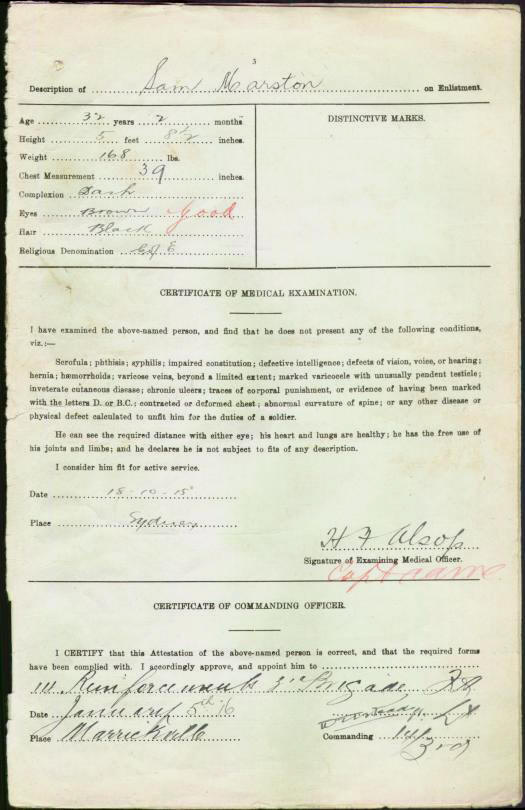 3
Description of Sam Marston on Enlistment.
Age 32 years 2 months
Height 5 feet 8 1/2 inches.
Weight 168 lbs.
Chest Measurement 39 inches.
Complexion Dark
Eyes Brown Good
Hair Black
Religious Denomination C of E
DISTINCTIVE MARKS.
CERTIFICATE OF MEDICAL EXAMINATION.
I have examined the above-named person, and find that he does not present any of the following conditions,
viz.:—
Scrofula; phthisis; syphilis; impaired constitution; defective intelligence; defects of vision, voice, or hearing;
hernia; hæmorrhoids; varicose veins, beyond a limited extent; marked varicocele with unusually pendent testicle;
inveterate cutaneous disease; chronic ulcers; traces of corporal punishment, or evidence of having been marked
with the letters D. or B.C.; contracted or deformed chest; abnormal curvature of spine; or any other disease or
physical defect calculated to unfit him for the duties of a soldier.
He can see the required distance with either eye; his heart and lungs are healthy; he has the free use of
his joints and limbs; and he declares he is not subject to fits of any description.
I consider him fit for active service.
Date 18-10-15
Place Sydney
H F Alsop
Signature of Examining Medical Officer.
Capt aamc
CERTIFICATE OF COMMANDING OFFICER.
I CERTIFY that this Attestation of the above-named person is correct, and that the required forms
have been complied with. I accordingly approve, and appoint him to
Reinforcements 3rd Brigade
Date January 5th 16
Lt
Place Marrickville
Commanding